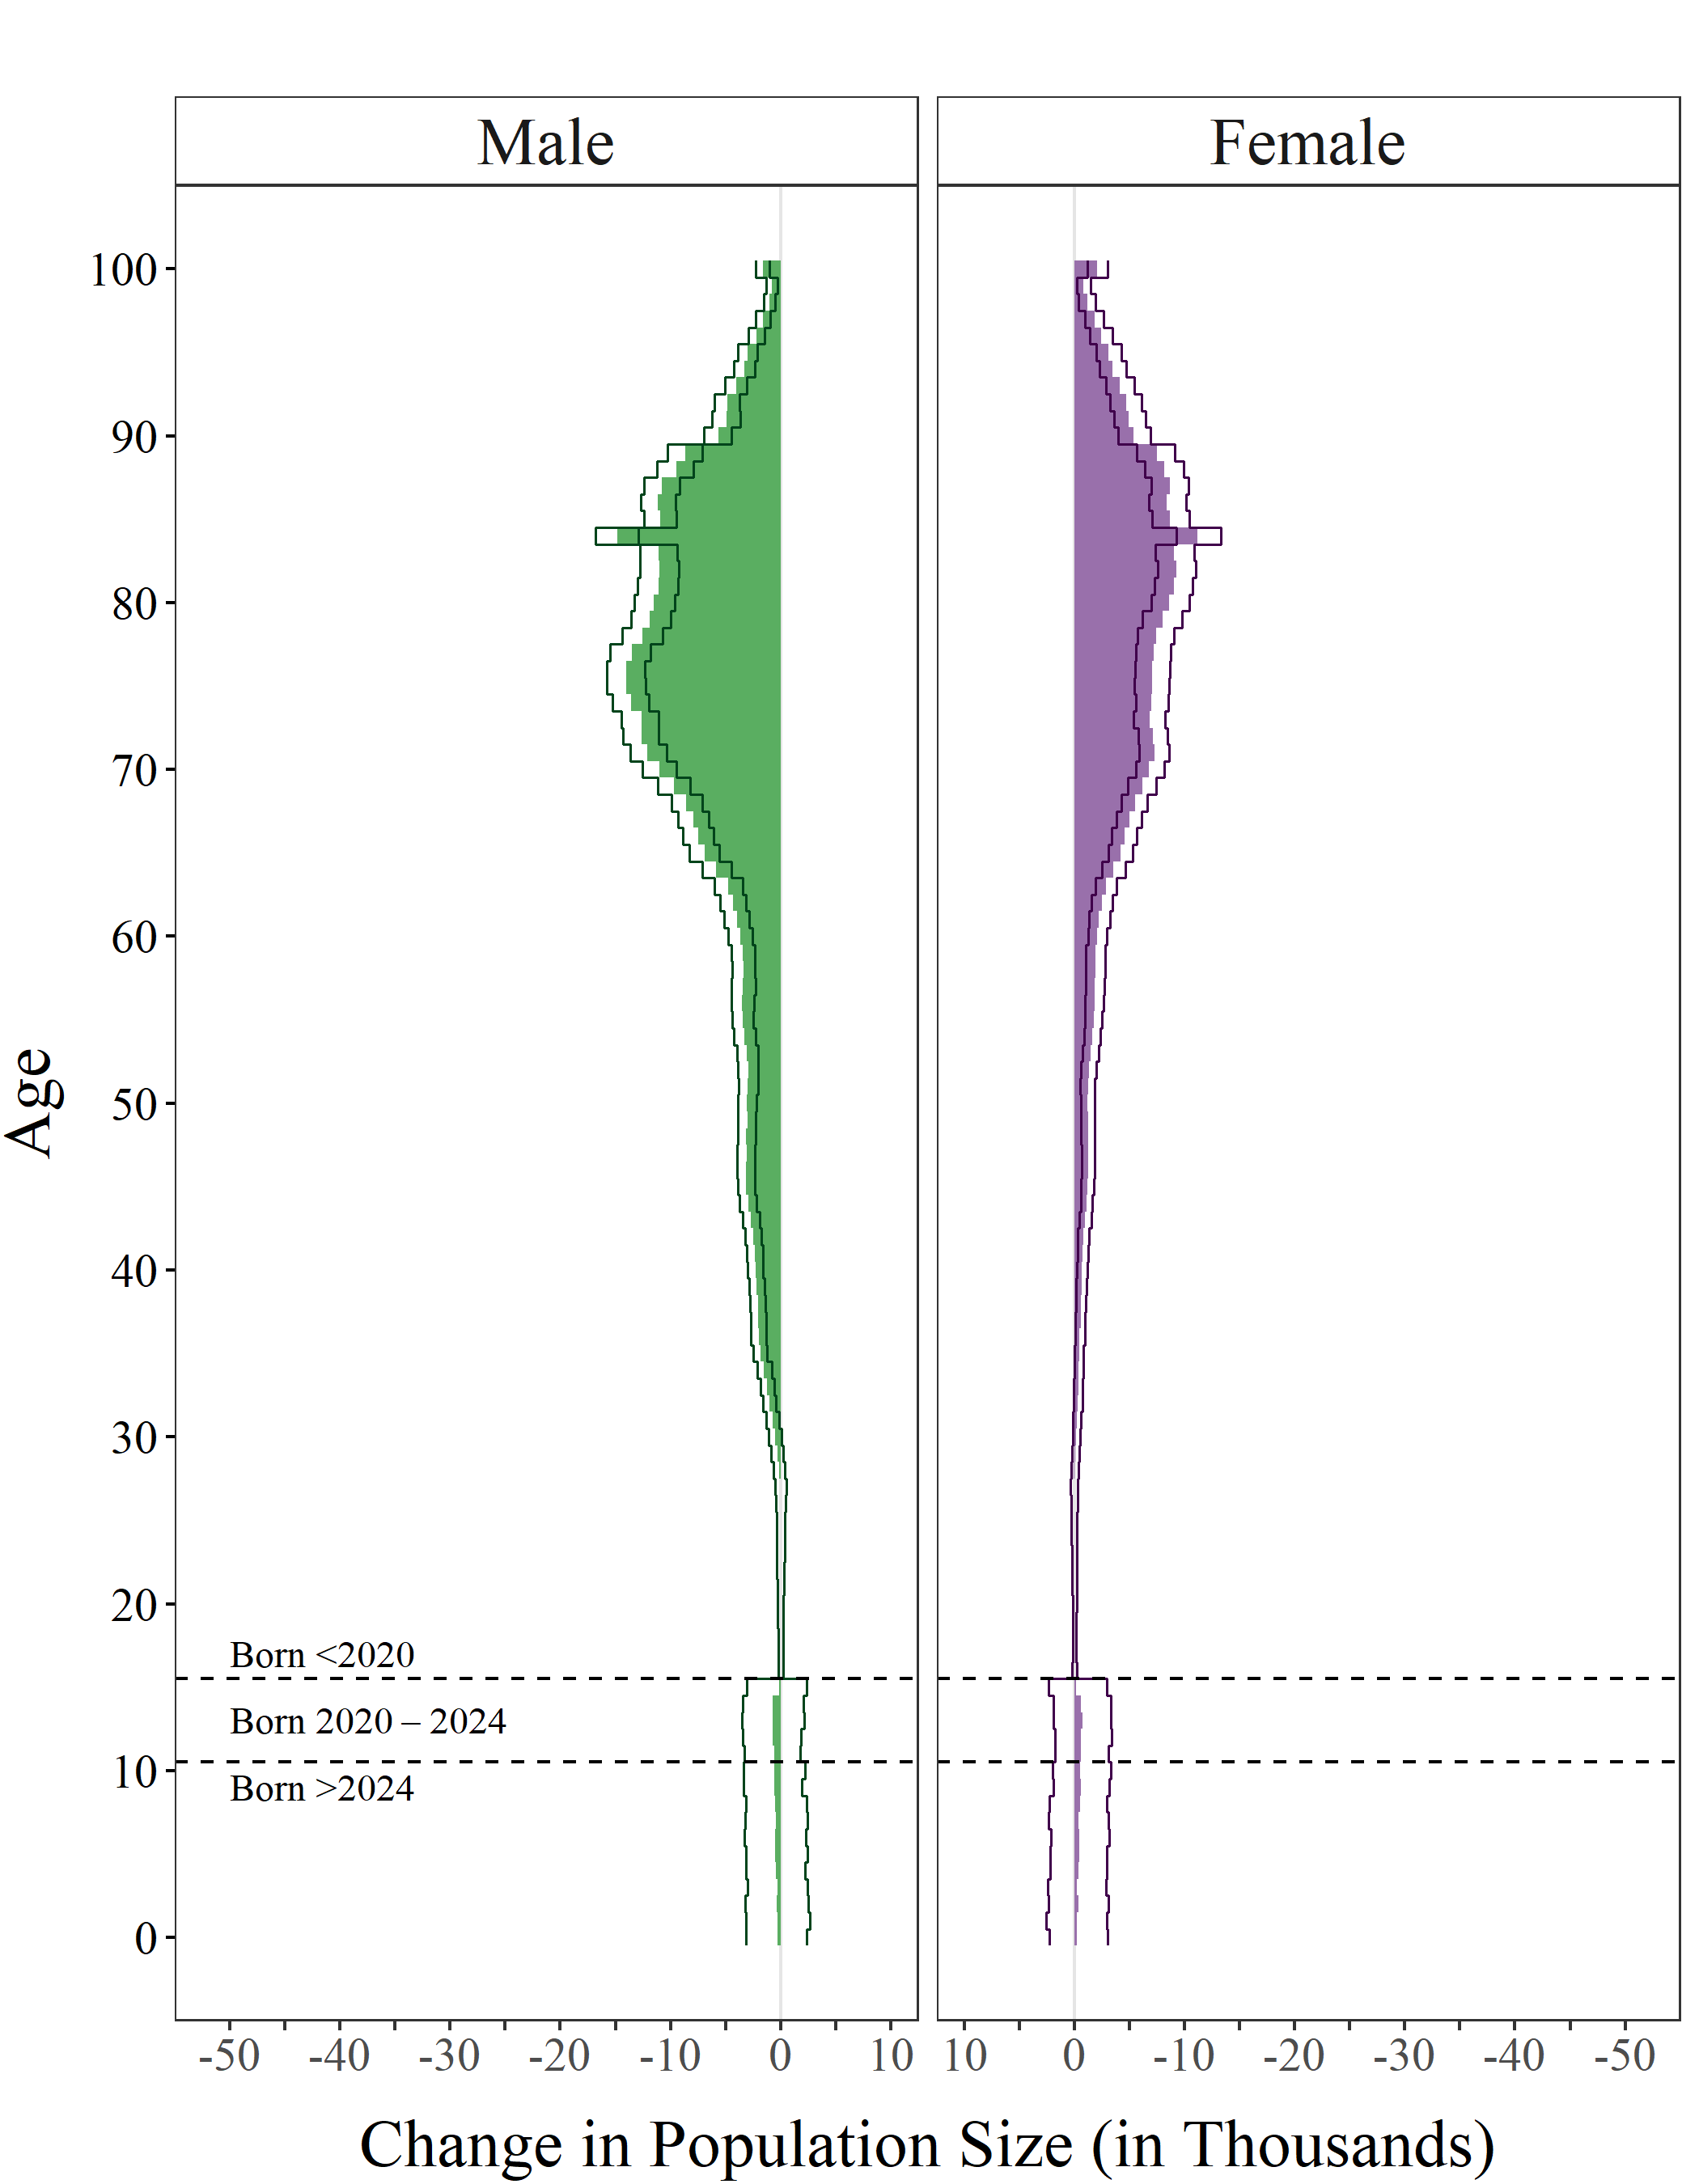 Male
Female
Age
100
90
80
70
60
50
40
30
20
10
0
Born <2020
Born 2020 – 2024
Born >2024
-50 -40 -30 -20 -10 0 10
10 0 -10 -20 -30 -40 -50
Change in Population Size (in Thousands)